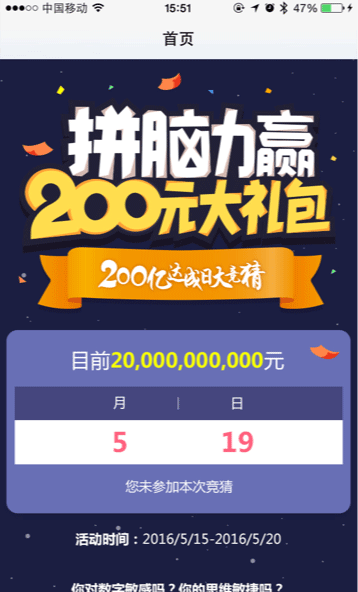 中国移动 15:51 47%
首页
拼脑力赢
200元大礼包
200亿达成日大竞猜
目前20,000,000,000元
月 | 日
5 19
您未参加本次竞猜
活动时间：2016/5/15-2016/5/20
你对数字敏感吗？你的思维敏捷吗？